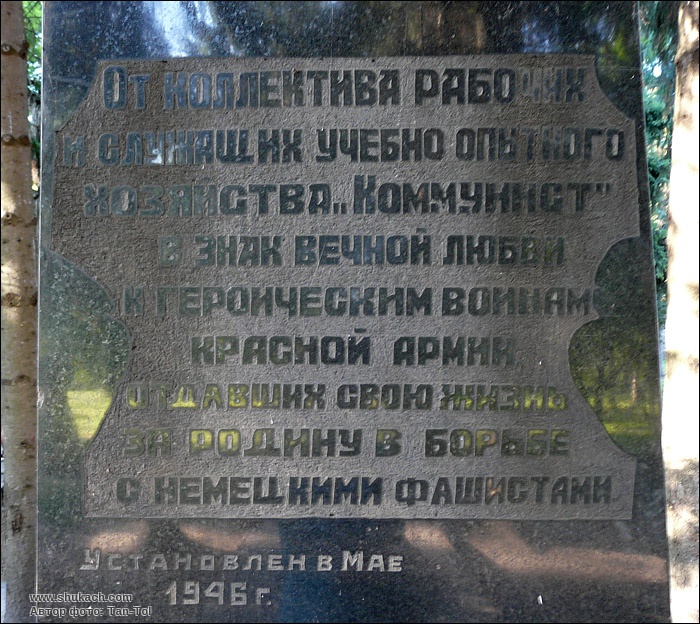 От коллектива рабочих
и служащих учебно опытного
хозяйства „Коммунист"
в знак вечной любви
к героическим воинам
красной армии
отдавших свою жизнь
за родину в борьбе
с немецкими фашистами
Установлен в Мае
1946 г.
www.shukach.com
Автор фото: Tan-Tol